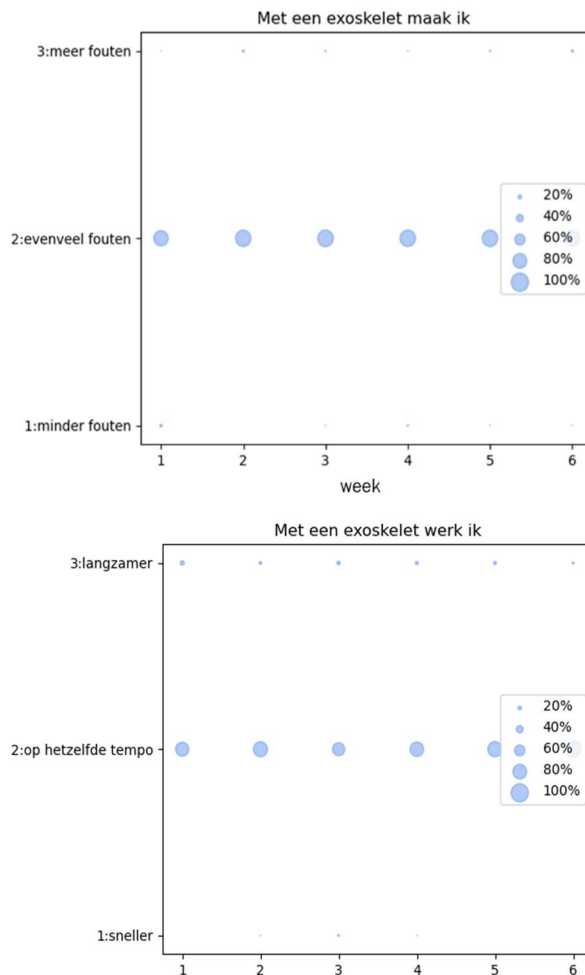 Met een exoskelet maak ik
3:meer fouten
2:evenveel fouten
1:minder fouten
20%
40%
60%
80%
100%
1 2 3 4 5 6
week
Met een exoskelet werk ik
3:langzamer
2:op hetzelfde tempo
1:sneller
20%
40%
60%
80%
100%
1 2 3 4 5 6